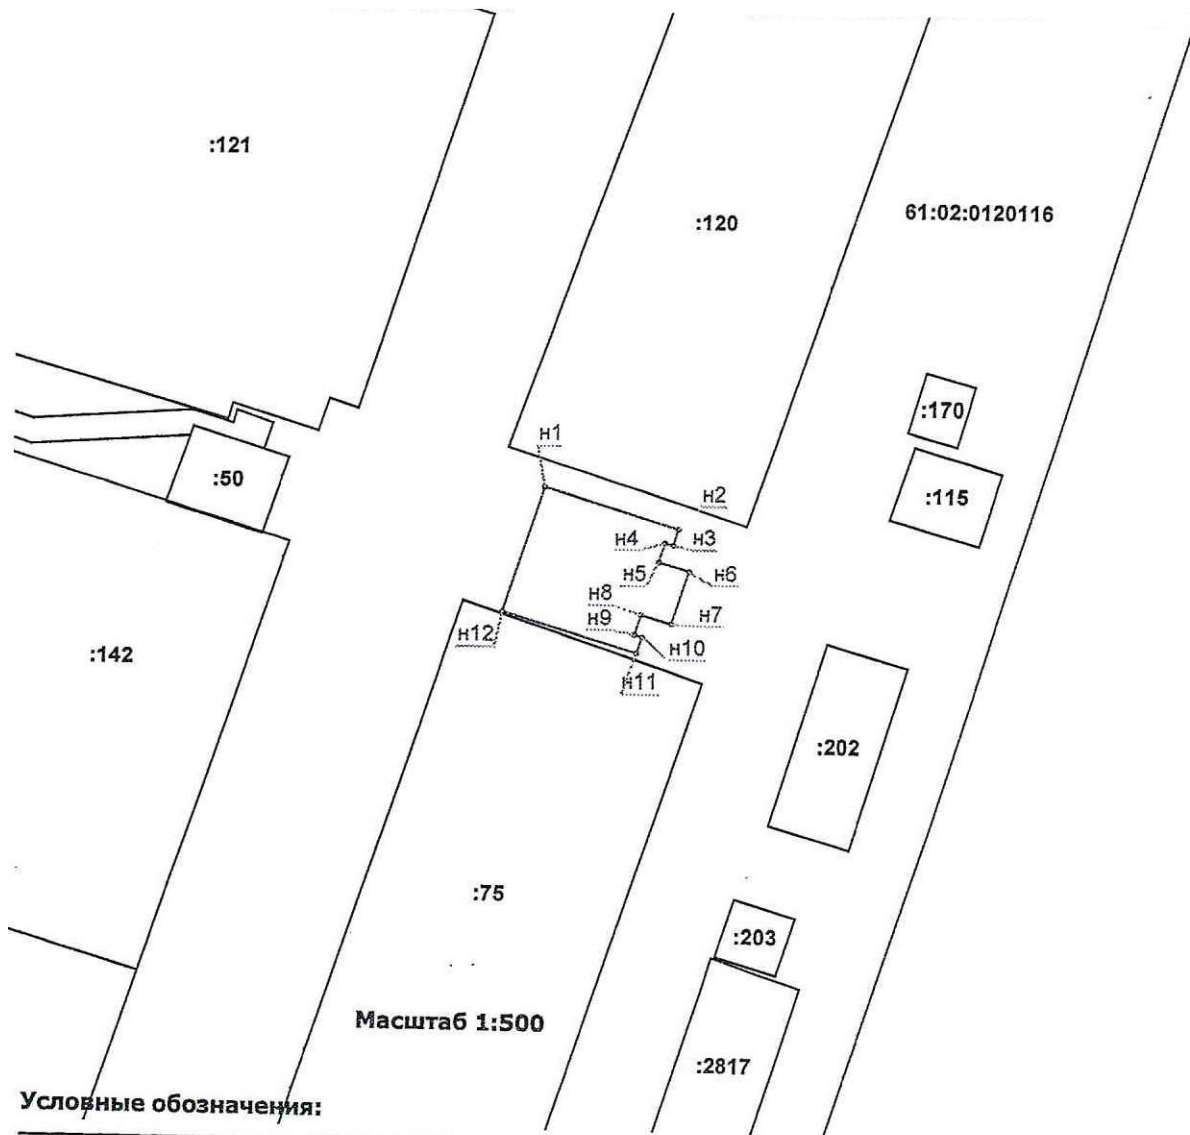 :121
:120
61:02:0120116
:170
:115
:50
н1
н2
н4
н3
н5
н6
н8
н7
н9
н10
н12
н11
:142
:202
:75
:203
Масштаб 1:500
:2817
Условные обозначения: